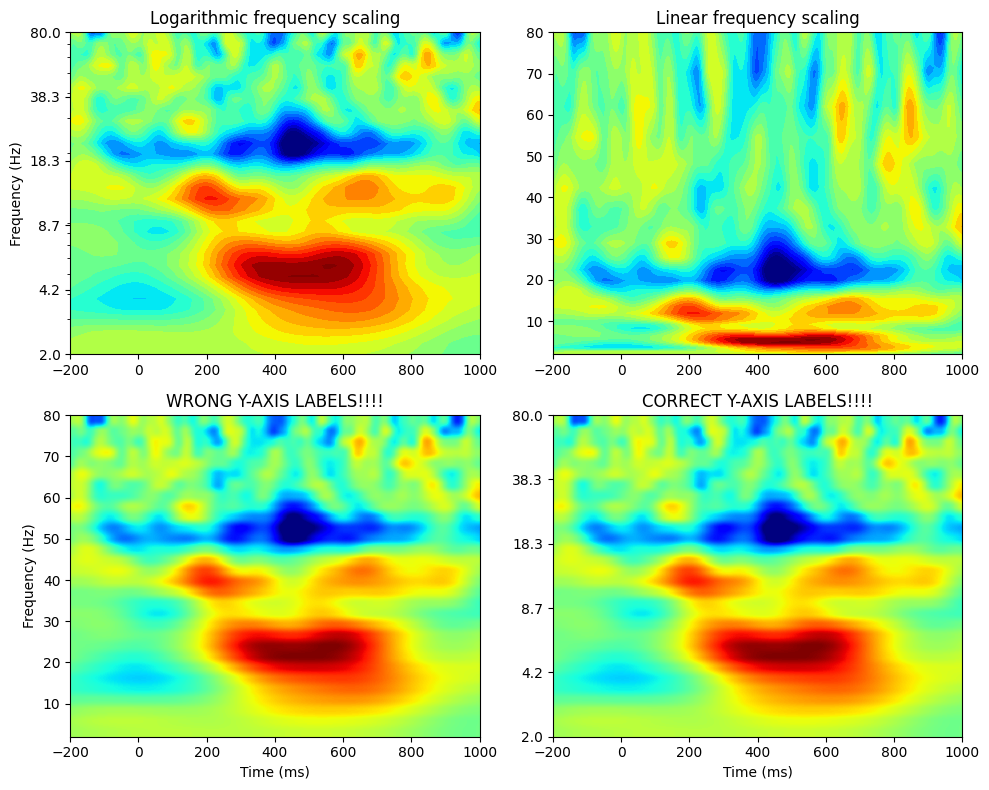 Logarithmic frequency scaling
Linear frequency scaling
80.0
38.3
18.3
8.7
4.2
2.0
Frequency (Hz)
−200 0 200 400 600 800 1000
80
70
60
50
40
30
20
10
−200 0 200 400 600 800 1000
WRONG Y-AXIS LABELS!!!!
CORRECT Y-AXIS LABELS!!!!
80
70
60
50
40
30
20
10
Frequency (Hz)
−200 0 200 400 600 800 1000
Time (ms)
80.0
38.3
18.3
8.7
4.2
2.0
−200 0 200 400 600 800 1000
Time (ms)